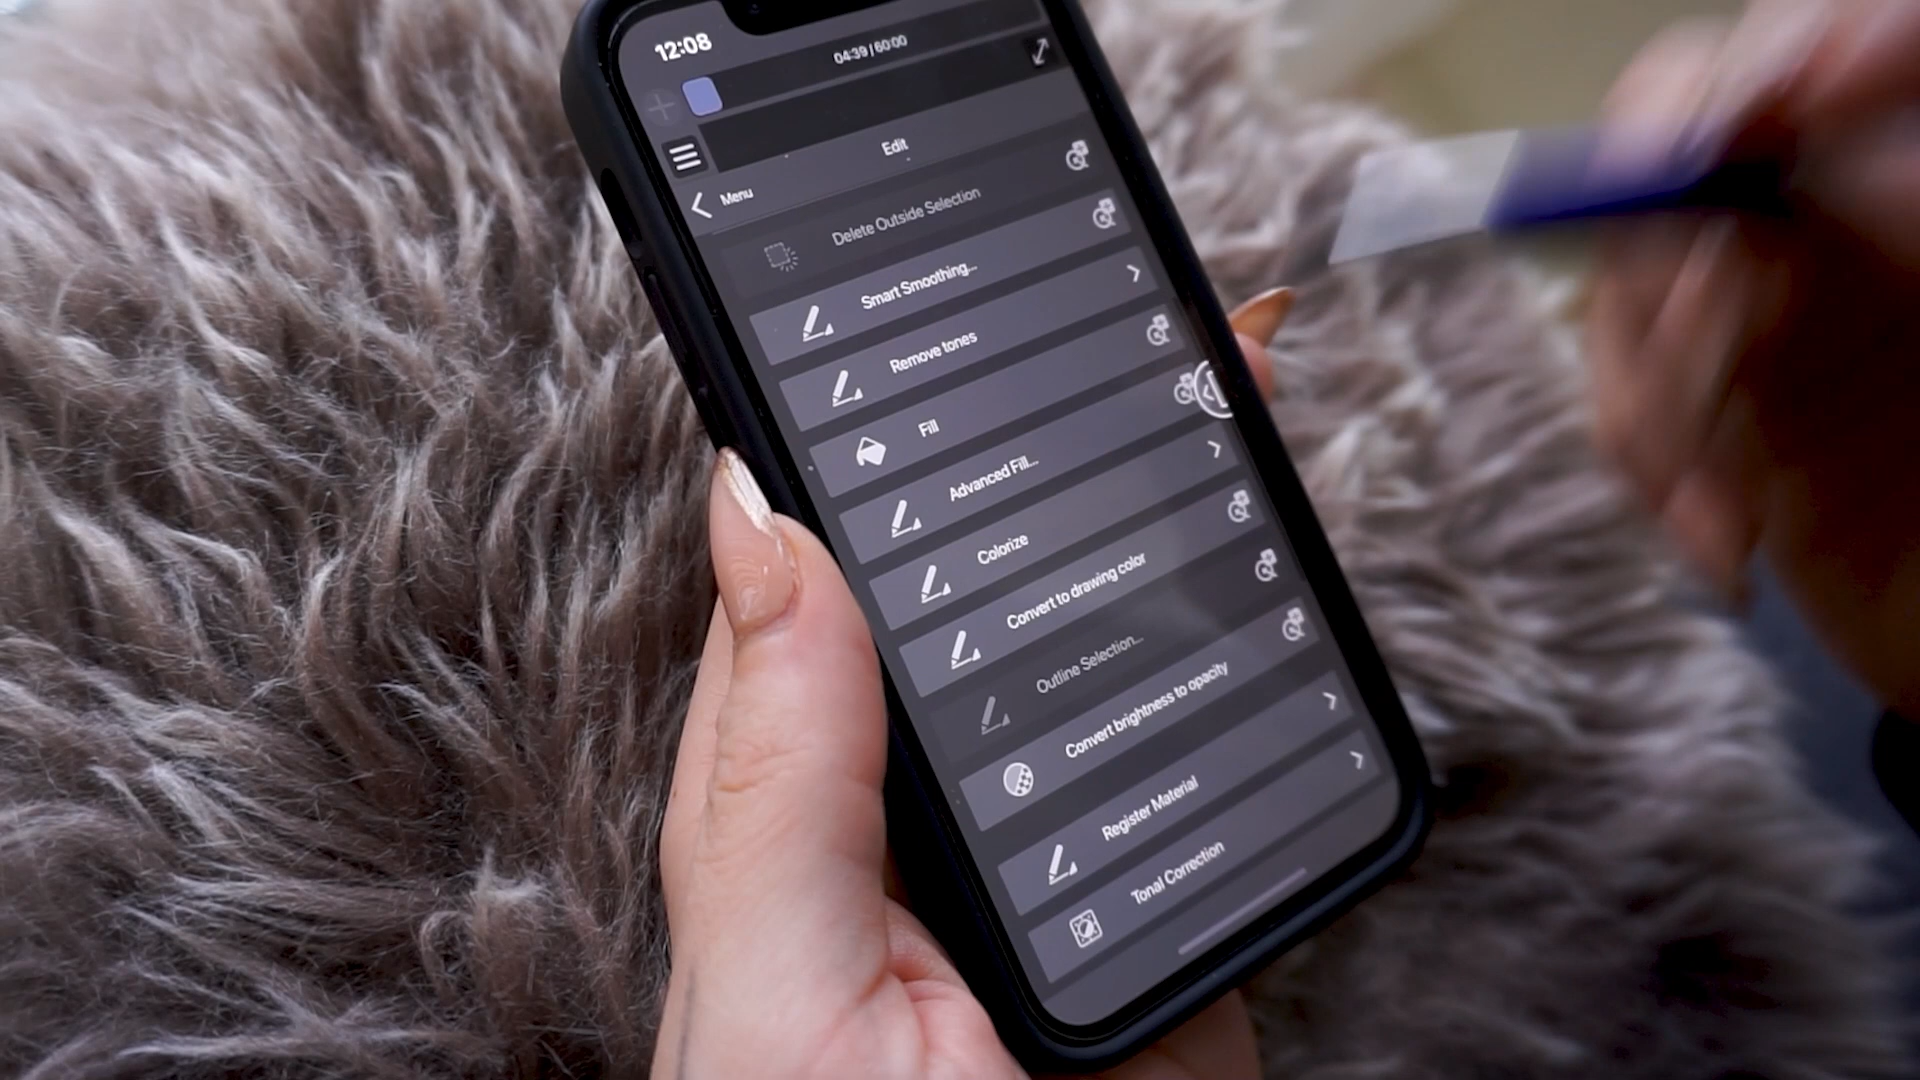 12:08
04:39 | 60:00
Edit
Menu
Delete Outside Selection
Smart Smoothing...
Remove tones
Fill
Advanced Fill...
Colorize
Convert to drawing color
Outline Selection...
Convert brightness to opacity
Register Material
Tonal Correction